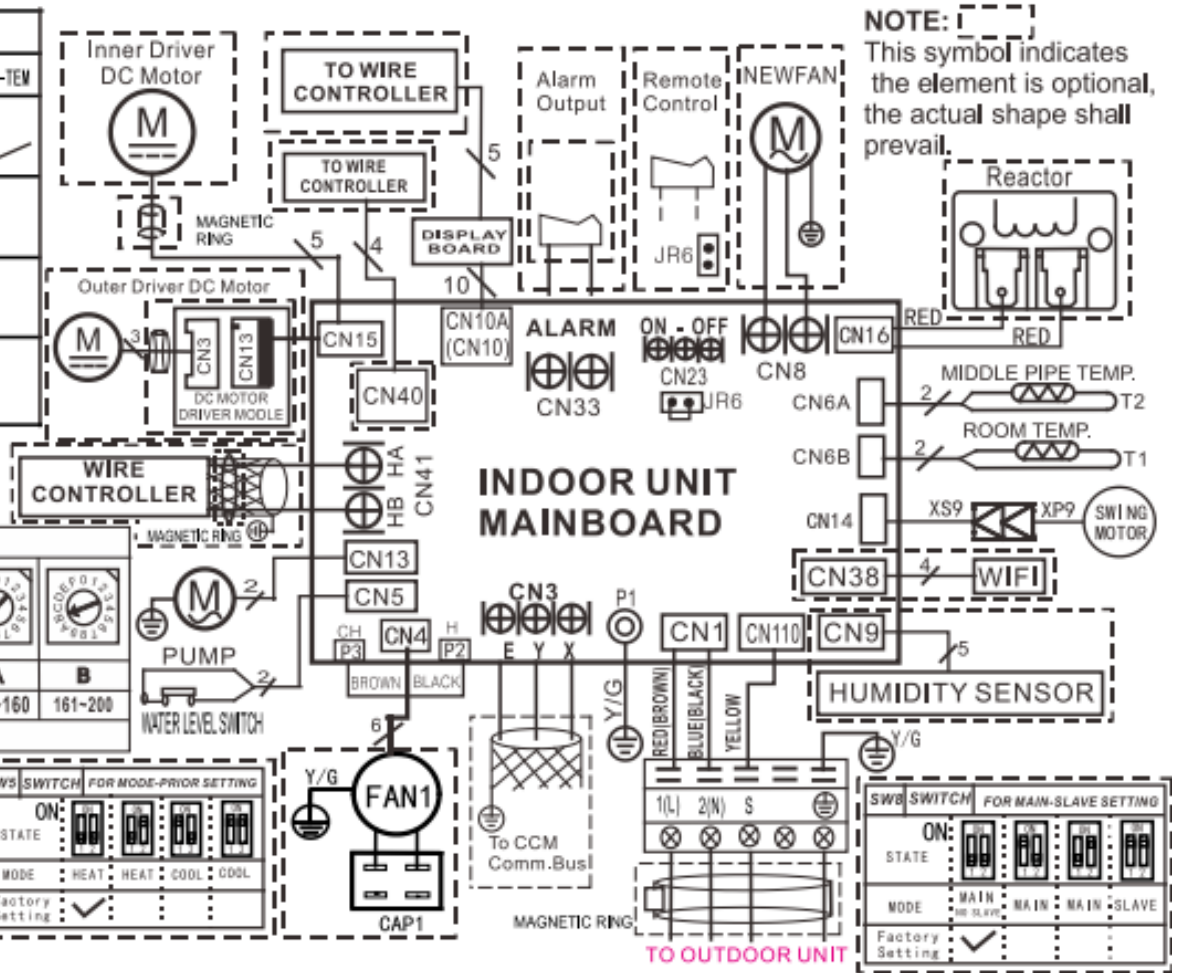 NOTE:
This symbol indicates
the element is optional,
the actual shape shall
prevail.
-TEM
Inner Driver
DC Motor
M
MAGNETIC
RING
5
TO WIRE
CONTROLLER
5
TO WIRE
CONTROLLER
4
DISPLAY
BOARD
10
Alarm
Output
Remote
Control
JR6
NEWFAN
M
Reactor
RED
RED
Outer Driver DC Motor
M
3
CN3
CN13
DC MOTOR
DRIVER MODLE
CN15
CN40
CN10A
(CN10)
ALARM
CN33
ON - OFF
CN23
JR6
CN8
CN16
CN6A
2
MIDDLE PIPE TEMP.
T2
CN6B
2
ROOM TEMP.
T1
WIRE
CONTROLLER
MAGNETIC RING
HA
HB
CN41
INDOOR UNIT
MAINBOARD
CN14
XS9
XP9
SWING
MOTOR
CN38
4
WIFI
CN13
M
2
PUMP
CN5
2
WATER LEVEL SWITCH
CH
P3
CN4
H
P2
BROWN
BLACK
6
CN3
E Y X
P1
Y/G
CN1
CN110
CN9
5
HUMIDITY SENSOR
RED(BROWN)
BLUE(BLACK)
YELLOW
Y/G
B
-160
161~200
Y/G
FAN1
CAP1
To CCM
Comm.Bus
1(L) 2(N) S
MAGNETIC RING
TO OUTDOOR UNIT
SWITCH FOR MODE-PRIOR SETTING
ON
STATE
MODE HEAT HEAT COOL COOL
SW8 SWITCH FOR MAIN-SLAVE SETTING
ON
STATE
MODE MAIN NO SLAVE MAIN MAIN SLAVE
Factory
Setting